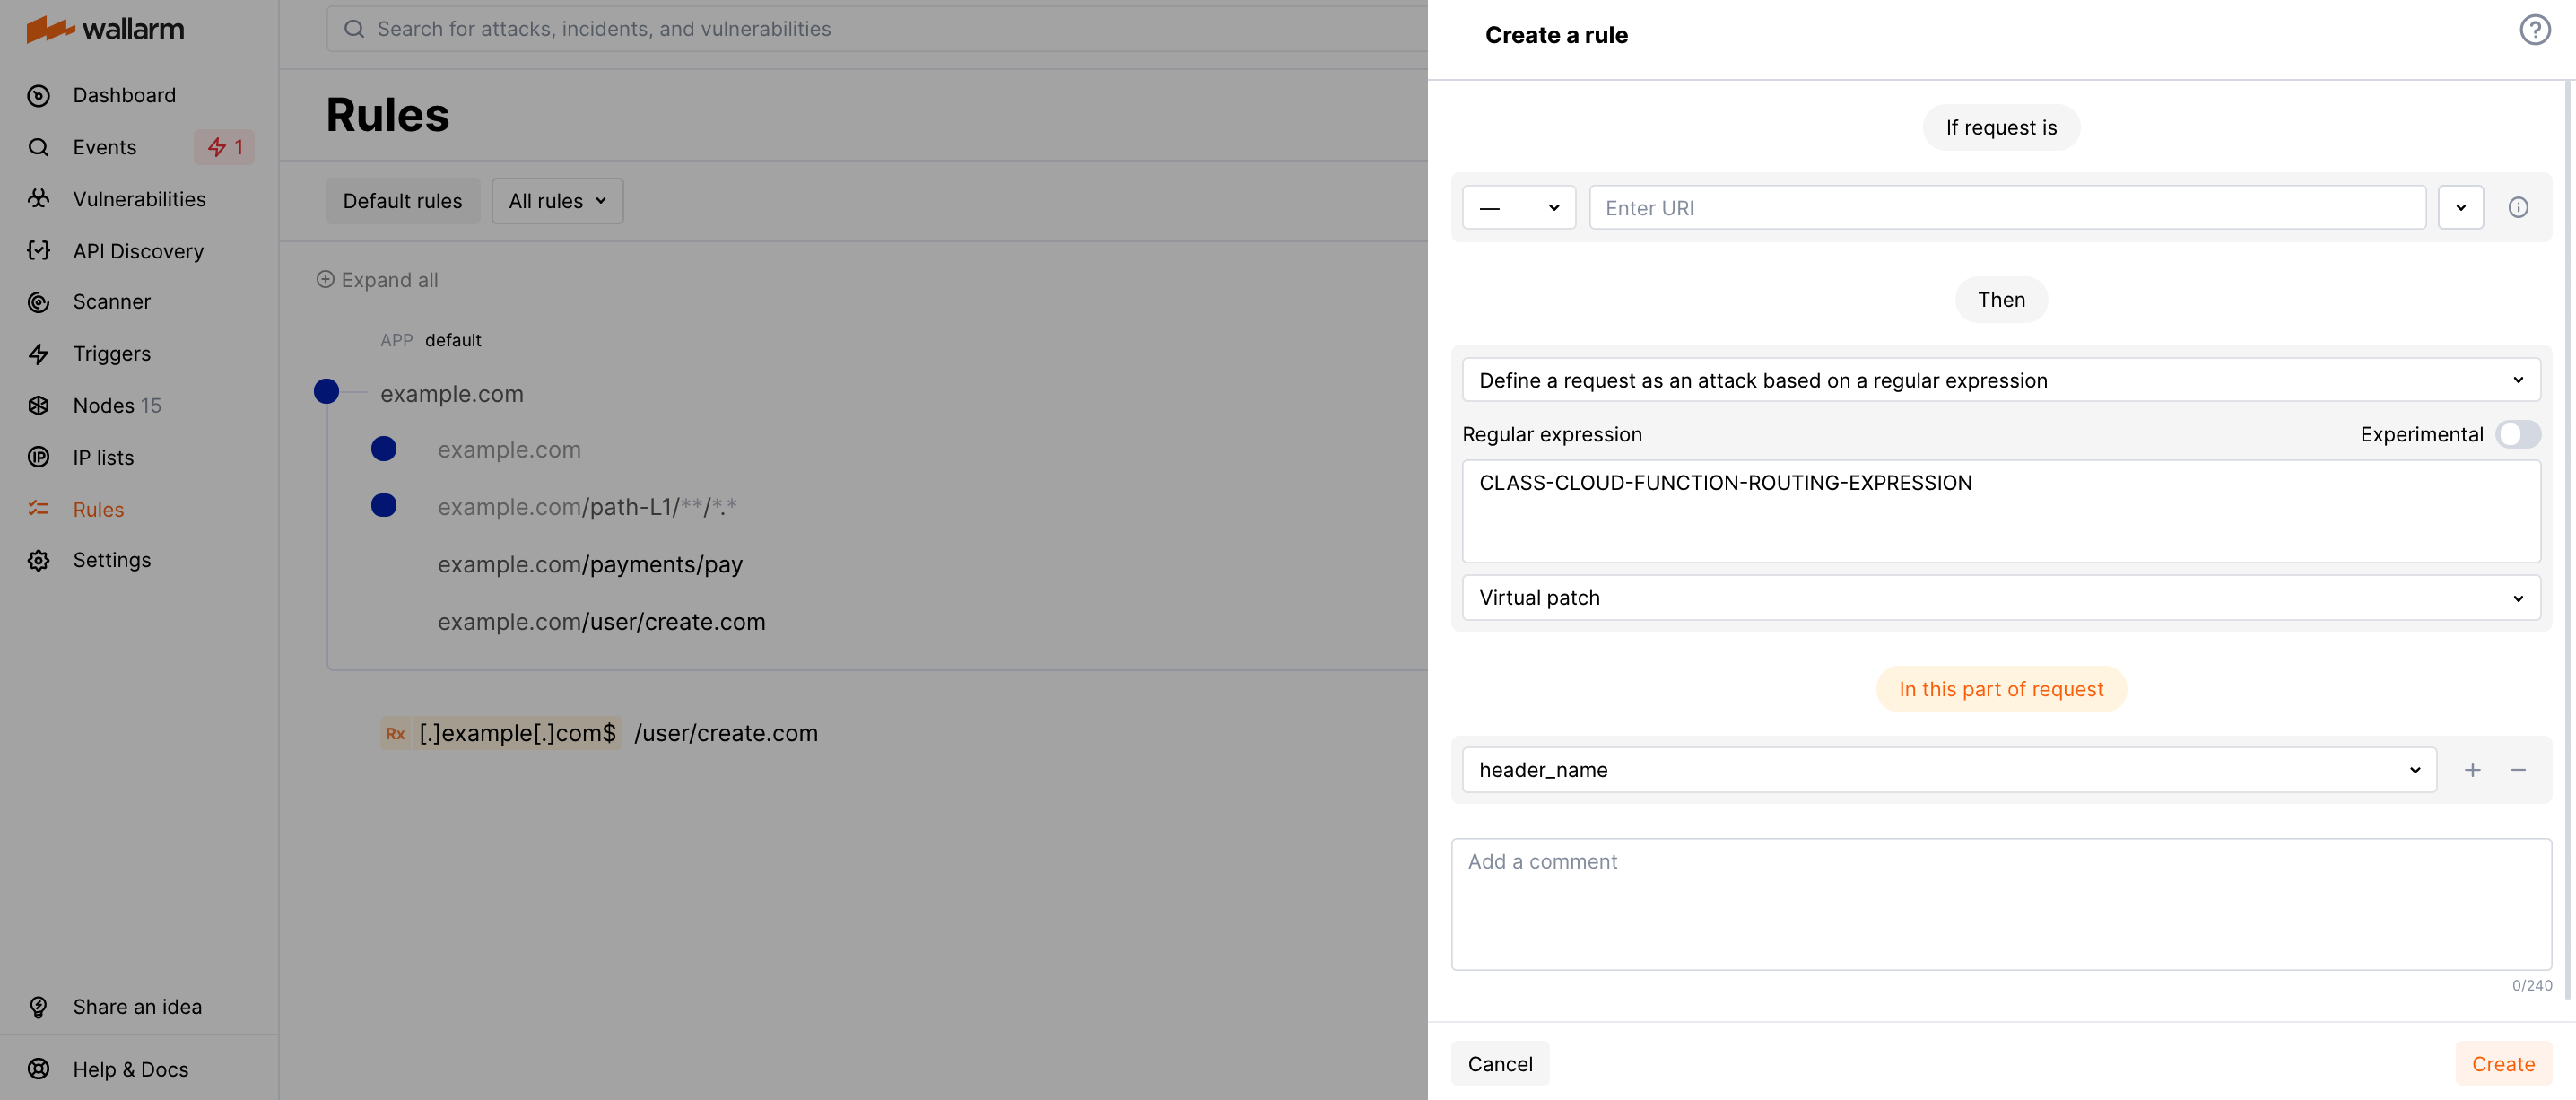 wallarm
Dashboard
Events 1
Vulnerabilities
API Discovery
Scanner
Triggers
Nodes 15
IP lists
Rules
Settings
Share an idea
Help & Docs
Search for attacks, incidents, and vulnerabilities
Rules
Default rules All rules
Expand all
APP default
example.com
example.com
example.com/path-L1/**/*.*
example.com/payments/pay
example.com/user/create.com
Rx [.]example[.]com$ /user/create.com
Create a rule
If request is
— Enter URI
Then
Define a request as an attack based on a regular expression
Regular expression Experimental
CLASS-CLOUD-FUNCTION-ROUTING-EXPRESSION
Virtual patch
In this part of request
header_name
Add a comment
0/240
Cancel Create